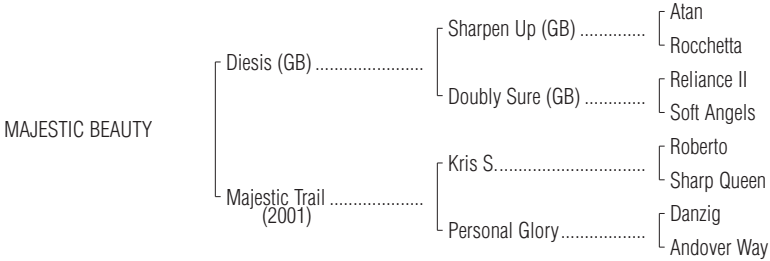 Atan
Sharpen Up (GB) ..............
Rocchetta
Diesis (GB) .......................
Reliance II
Doubly Sure (GB) .............
Soft Angels
MAJESTIC BEAUTY
Roberto
Kris S. ...............................
Sharp Queen
Majestic Trail ....................
(2001)
Danzig
Personal Glory ..................
Andover Way